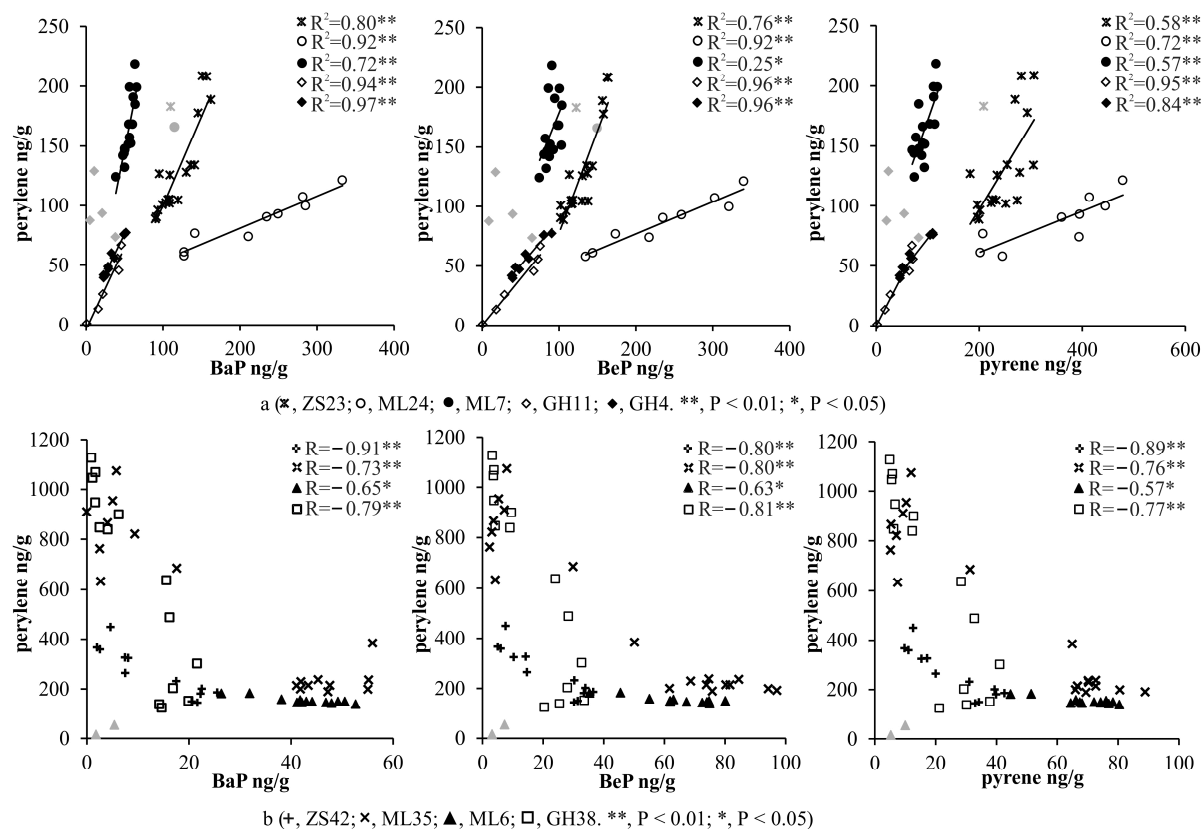 R²=0.80**
R²=0.92**
R²=0.72**
R²=0.94**
R²=0.97**
250
200
150
100
50
0
perylene ng/g
0 100 200 300 400
BaP ng/g
R²=0.76**
R²=0.92**
R²=0.25*
R²=0.96**
R²=0.96**
250
200
150
100
50
0
perylene ng/g
0 100 200 300 400
BeP ng/g
R²=0.58**
R²=0.72**
R²=0.57**
R²=0.95**
R²=0.84**
250
200
150
100
50
0
perylene ng/g
0 200 400 600
pyrene ng/g
a (ж, ZS23; ○, ML24; ●, ML7; ◇, GH11; ◆, GH4. **, P < 0.01; *, P < 0.05)
R=−0.91**
R=−0.73**
R=−0.65*
R=−0.79**
1200
1000
800
600
400
200
0
perylene ng/g
0 20 40 60
BaP ng/g
R=−0.80**
R=−0.80**
R=−0.63*
R=−0.81**
1200
1000
800
600
400
200
0
perylene ng/g
0 20 40 60 80 100
BeP ng/g
R=−0.89**
R=−0.76**
R=−0.57*
R=−0.77**
1200
1000
800
600
400
200
0
perylene ng/g
0 20 40 60 80 100
pyrene ng/g
b (+, ZS42; ×, ML35; ▲, ML6; □, GH38. **, P < 0.01; *, P < 0.05)